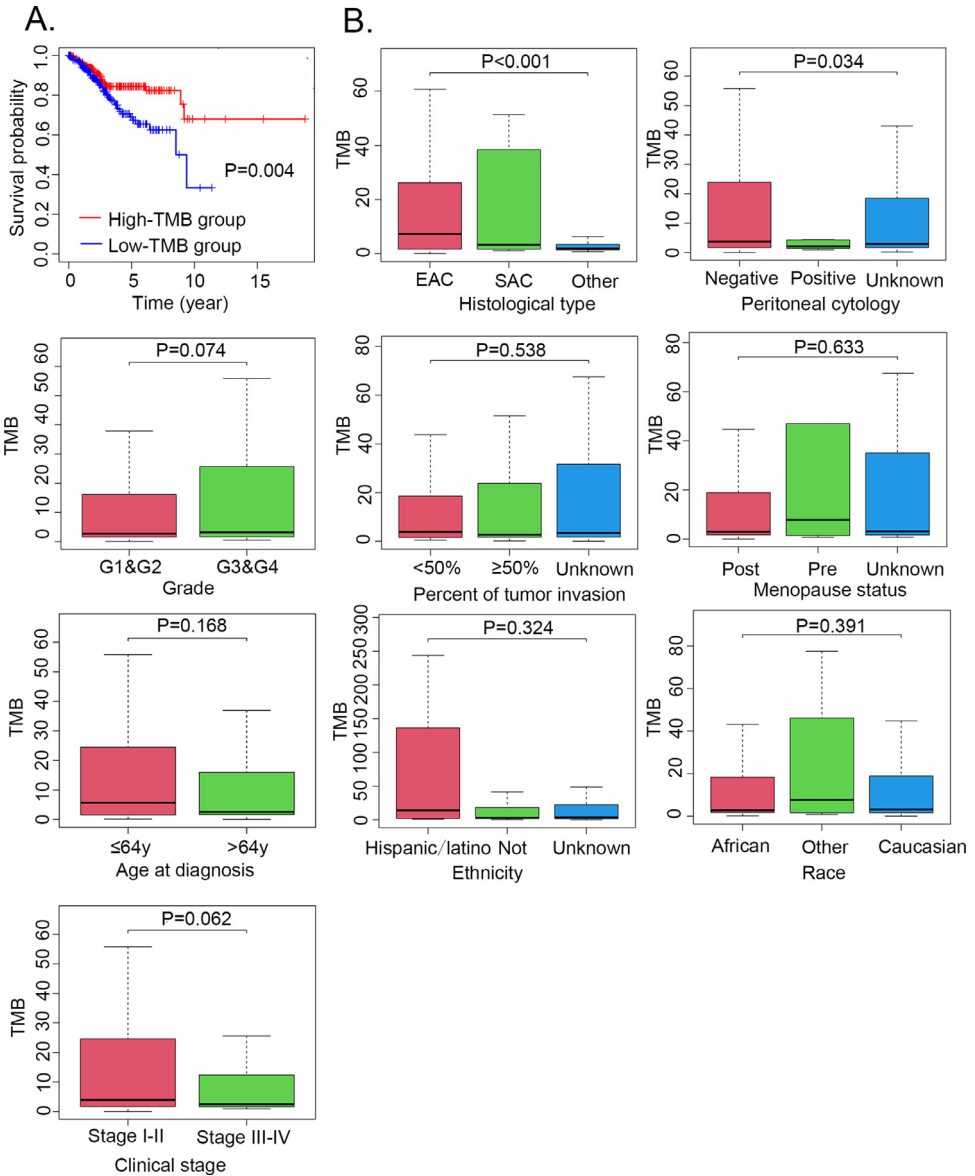 A.
B.
Survival probability
1.0
0.8
0.6
0.4
0.2
0.0
P=0.004
High-TMB group
Low-TMB group
0 5 10 15
Time (year)
P<0.001
TMB
60
40
20
0
EAC SAC Other
Histological type
P=0.034
TMB
60
40
20
0
Negative Positive Unknown
Peritoneal cytology
P=0.074
TMB
60
50
40
30
20
10
0
G1&G2 G3&G4
Grade
P=0.538
TMB
80
60
40
20
0
<50% ≥50% Unknown
Percent of tumor invasion
P=0.633
TMB
80
60
40
20
0
Post Pre Unknown
Menopause status
P=0.168
TMB
60
50
40
30
20
10
0
≤64y >64y
Age at diagnosis
P=0.324
TMB
300
250
200
150
100
50
0
Hispanic/latino Not Unknown
Ethnicity
P=0.391
TMB
80
60
40
20
0
African Other Caucasian
Race
P=0.062
TMB
60
50
40
30
20
10
0
Stage I-II Stage III-IV
Clinical stage